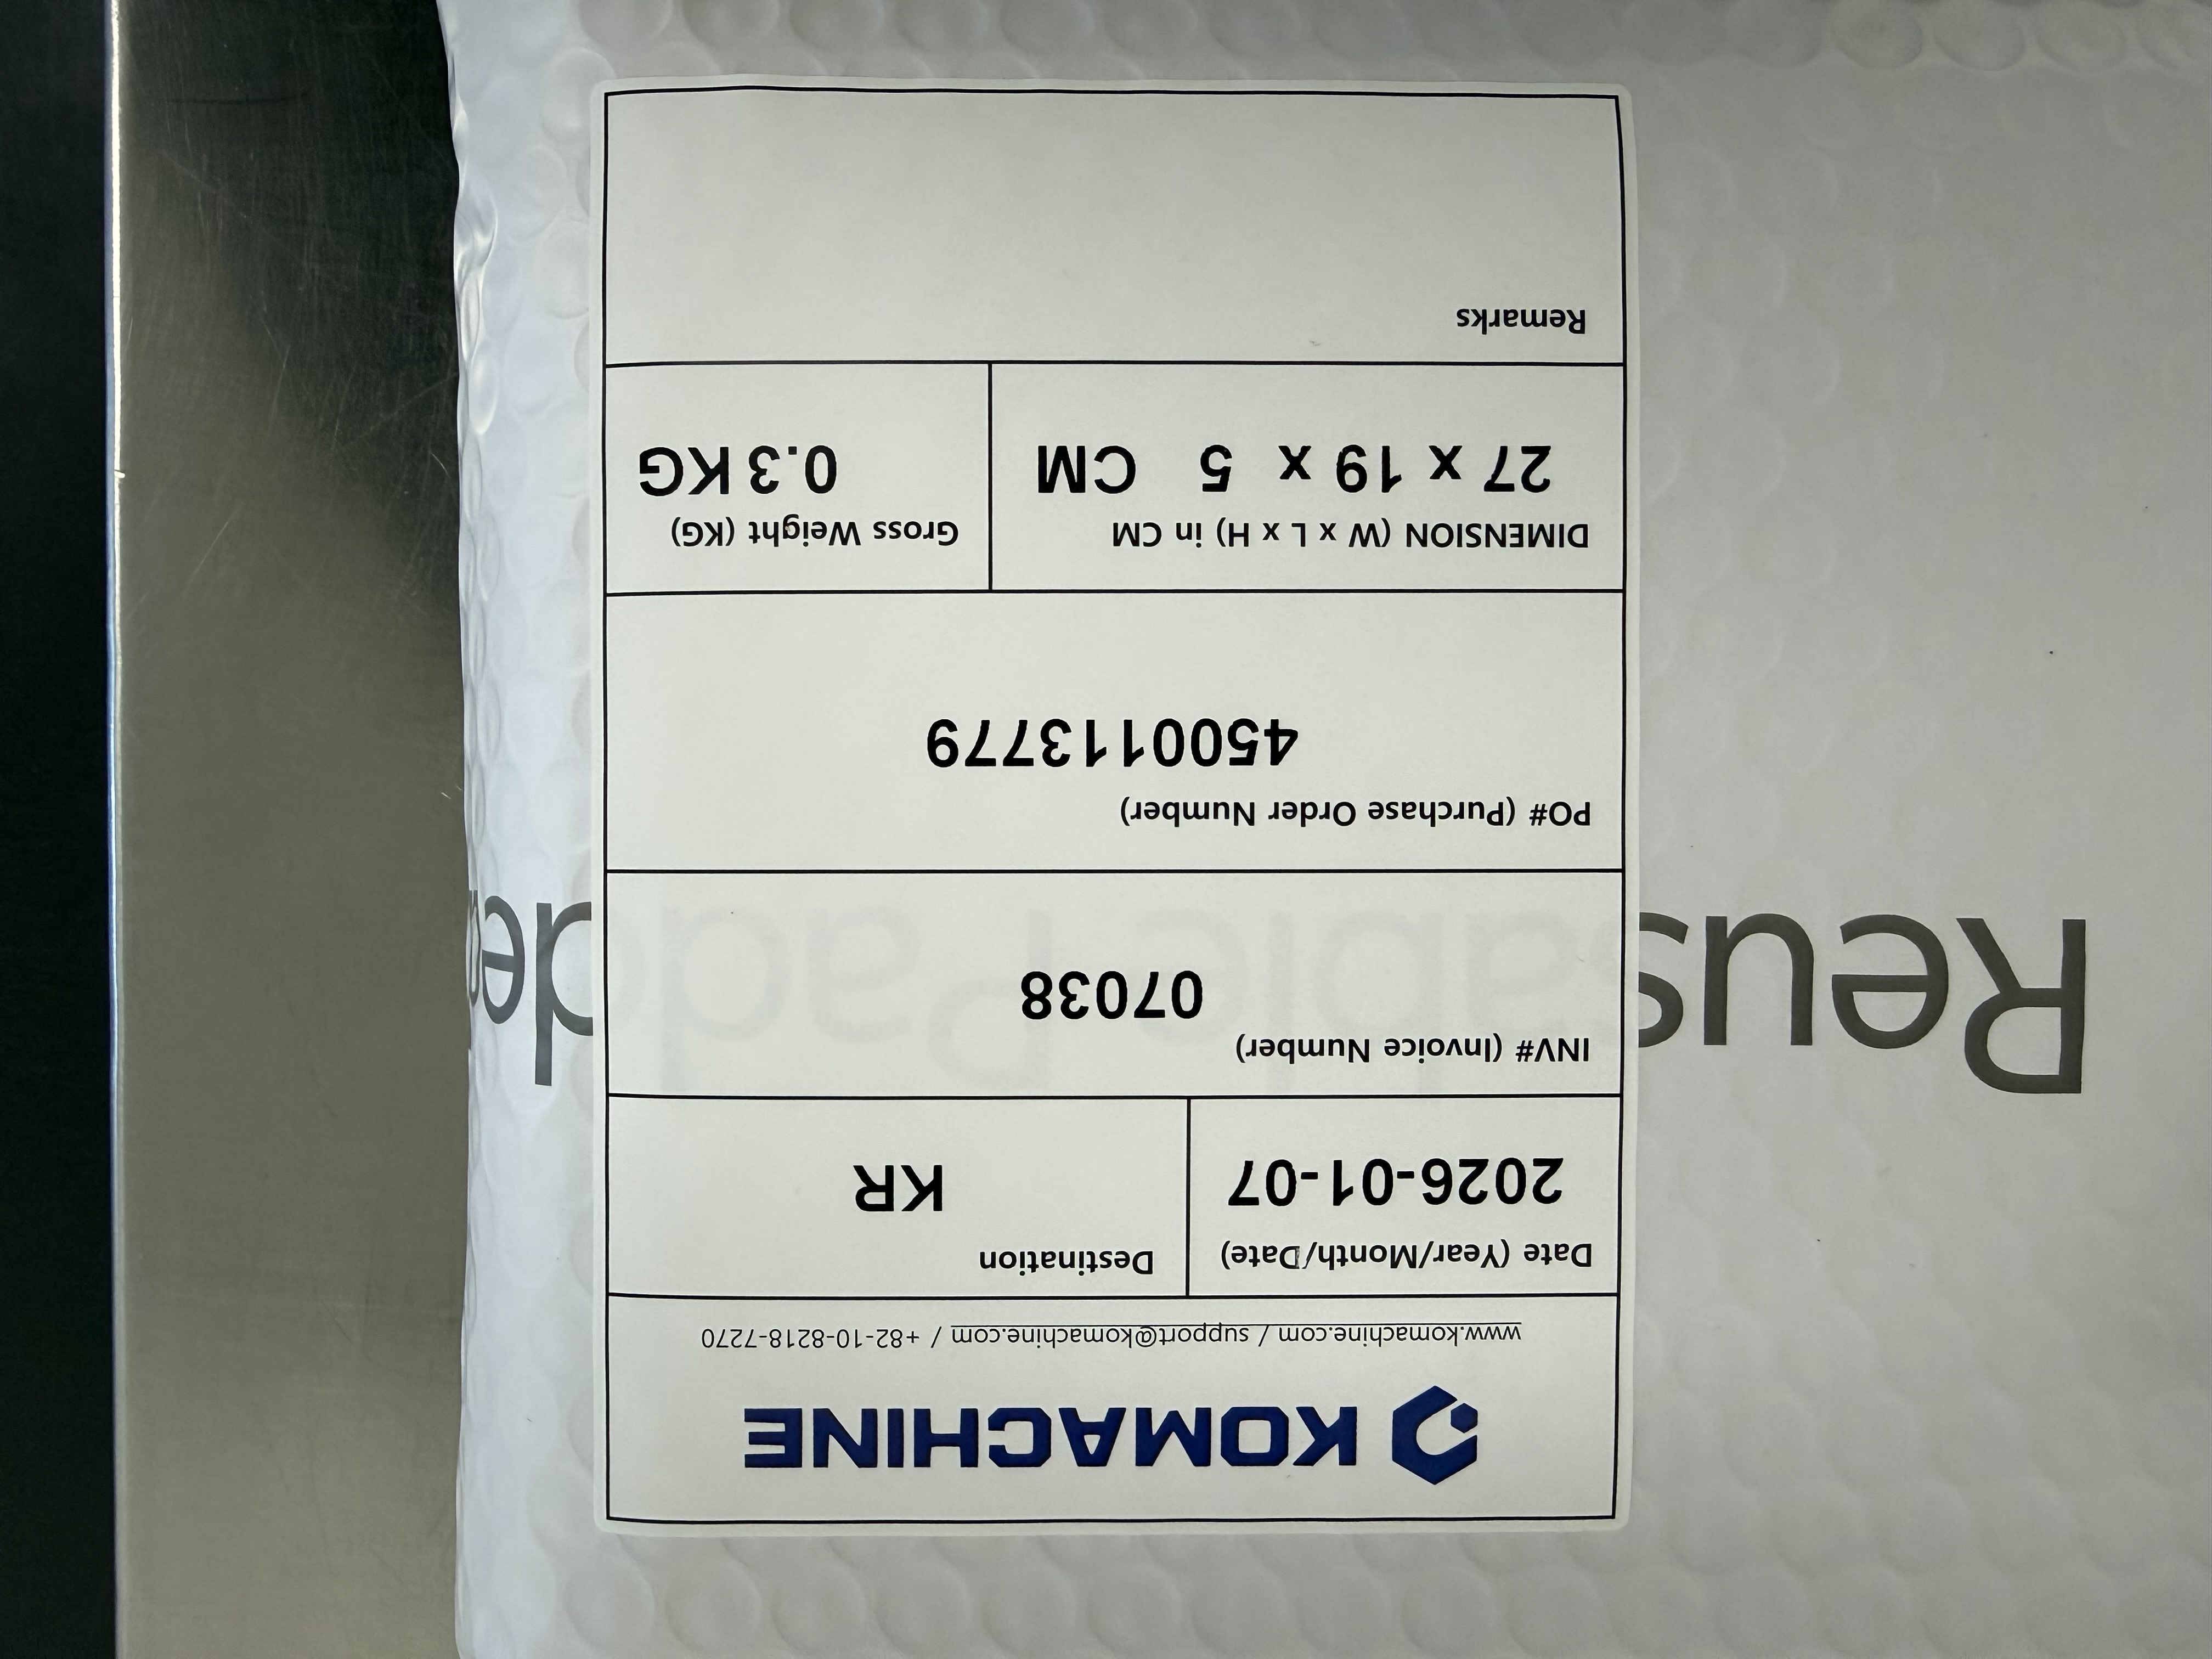 KOMACHINE
www.komachine.com / support@komachine.com / +82-10-8218-7270
Date (Year/Month/Date)
2026-01-07
Destination
KR
INV# (Invoice Number)
07038
PO# (Purchase Order Number)
4500113779
DIMENSION (W x L x H) in CM
27 x 19 x 5 CM
Gross Weight (KG)
0.3 KG
Remarks
Reusable Padde